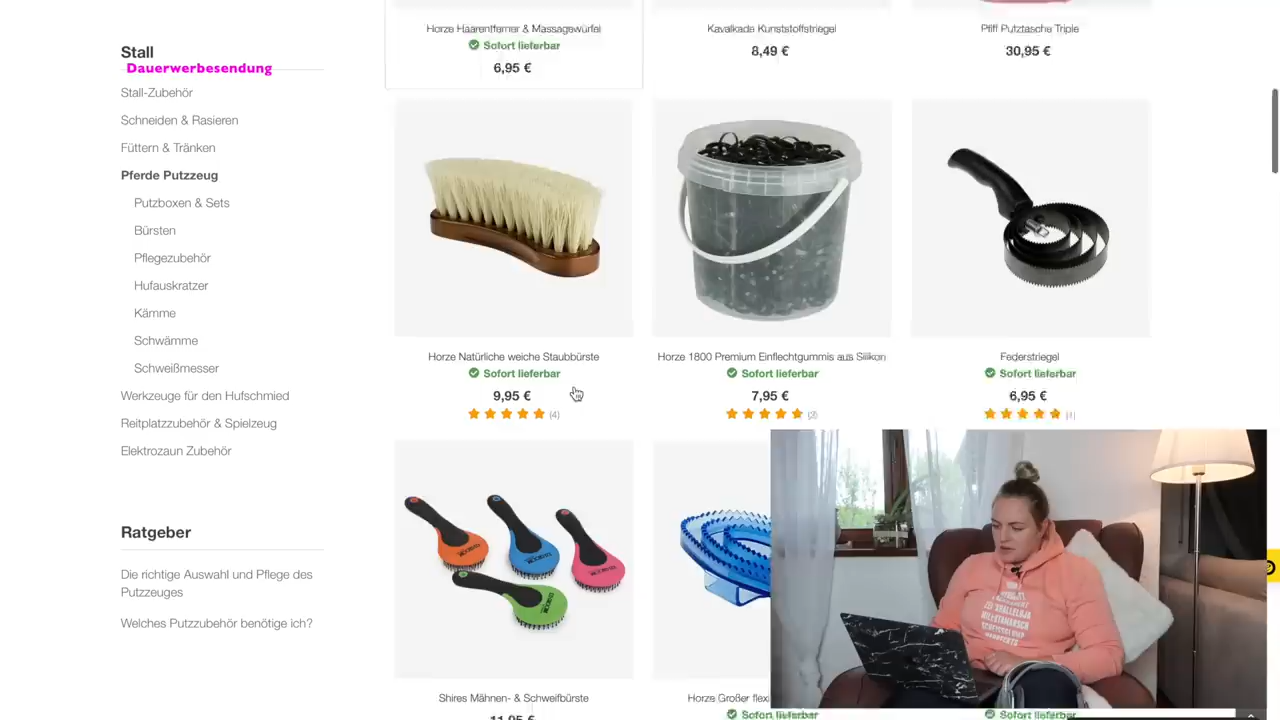 Stall
Dauerwerbesendung
Stall-Zubehör
Schneiden & Rasieren
Füttern & Tränken
Pferde Putzzeug
Putzboxen & Sets
Bürsten
Pflegezubehör
Hufauskratzer
Kämme
Schwämme
Schweißmesser
Werkzeuge für den Hufschmied
Reitplatzzubehör & Spielzeug
Elektrozaun Zubehör
Ratgeber
Die richtige Auswahl und Pflege des
Putzzeuges
Welches Putzzubehör benötige ich?
Horze Haarentferner & Massagewürfel
Sofort lieferbar
6,95 €
Kavalkade Kunststoffstriegel
8,49 €
Pfiff Putztasche Triple
30,95 €
Horze Natürliche weiche Staubbürste
Sofort lieferbar
9,95 €
(4)
Horze 1800 Premium Einflechtgummis aus Silikon
Sofort lieferbar
7,95 €
Federstriegel
Sofort lieferbar
6,95 €
(1)
Shires Mähnen- & Schweifbürste
11,95 €
Horze Großer flexi
Sofort lieferbar
Sofort lieferbar